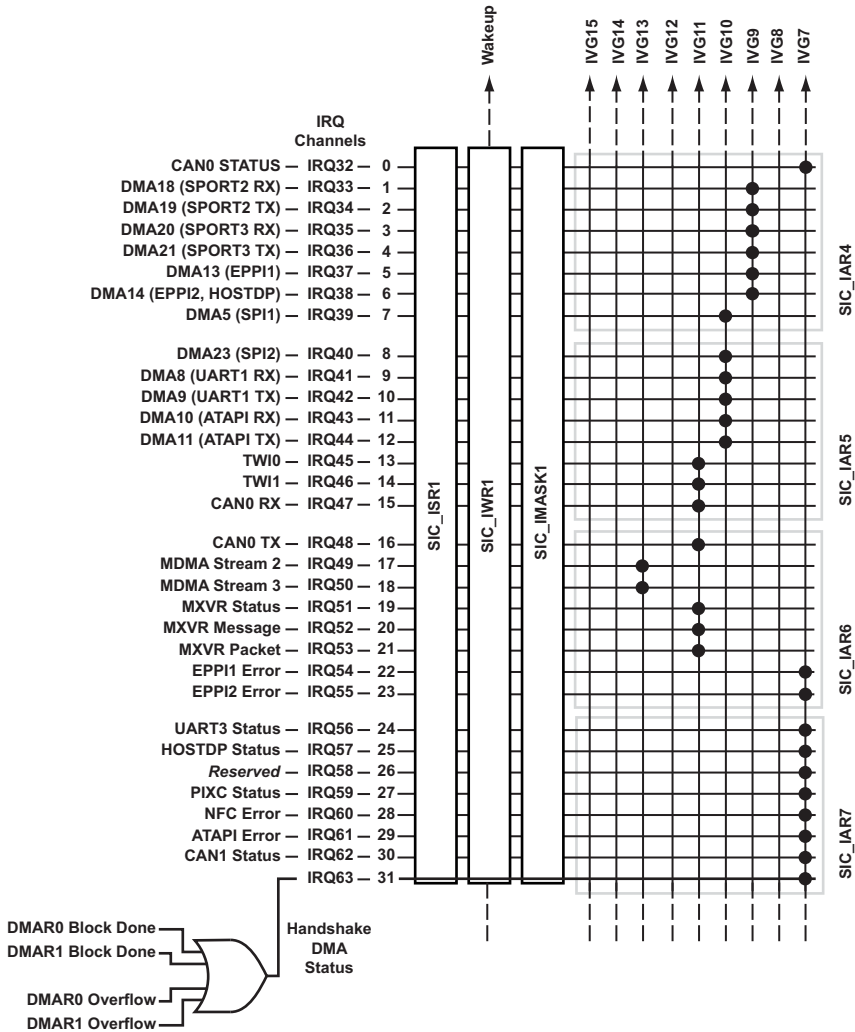 IVG15 IVG14 IVG13 IVG12 IVG11 IVG10 IVG9 IVG8 IVG7
Wakeup
IRQ
Channels
CAN0 STATUS — IRQ32 — 0
DMA18 (SPORT2 RX) — IRQ33 — 1
DMA19 (SPORT2 TX) — IRQ34 — 2
DMA20 (SPORT3 RX) — IRQ35 — 3
DMA21 (SPORT3 TX) — IRQ36 — 4
DMA13 (EPPI1) — IRQ37 — 5
DMA14 (EPPI2, HOSTDP) — IRQ38 — 6
DMA5 (SPI1) — IRQ39 — 7
SIC_IAR4
DMA23 (SPI2) — IRQ40 — 8
DMA8 (UART1 RX) — IRQ41 — 9
DMA9 (UART1 TX) — IRQ42 — 10
DMA10 (ATAPI RX) — IRQ43 — 11
DMA11 (ATAPI TX) — IRQ44 — 12
TWI0 — IRQ45 — 13
TWI1 — IRQ46 — 14
CAN0 RX — IRQ47 — 15
SIC_IAR5
SIC_ISR1
SIC_IWR1
SIC_IMASK1
CAN0 TX — IRQ48 — 16
MDMA Stream 2 — IRQ49 — 17
MDMA Stream 3 — IRQ50 — 18
MXVR Status — IRQ51 — 19
MXVR Message — IRQ52 — 20
MXVR Packet — IRQ53 — 21
EPPI1 Error — IRQ54 — 22
EPPI2 Error — IRQ55 — 23
SIC_IAR6
UART3 Status — IRQ56 — 24
HOSTDP Status — IRQ57 — 25
Reserved — IRQ58 — 26
PIXC Status — IRQ59 — 27
NFC Error — IRQ60 — 28
ATAPI Error — IRQ61 — 29
CAN1 Status — IRQ62 — 30
IRQ63 — 31
SIC_IAR7
DMAR0 Block Done
DMAR1 Block Done
DMAR0 Overflow
DMAR1 Overflow
Handshake
DMA
Status